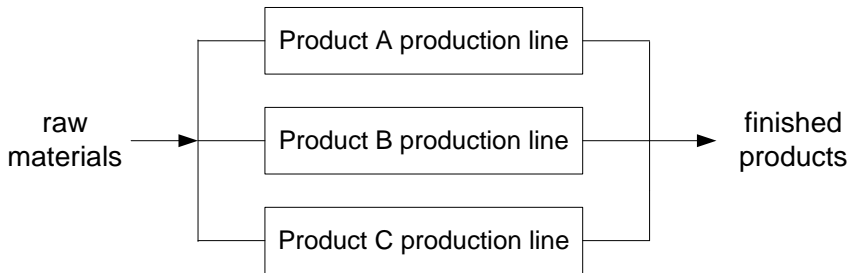 Product A production line
raw
materials
Product B production line
finished
products
Product C production line